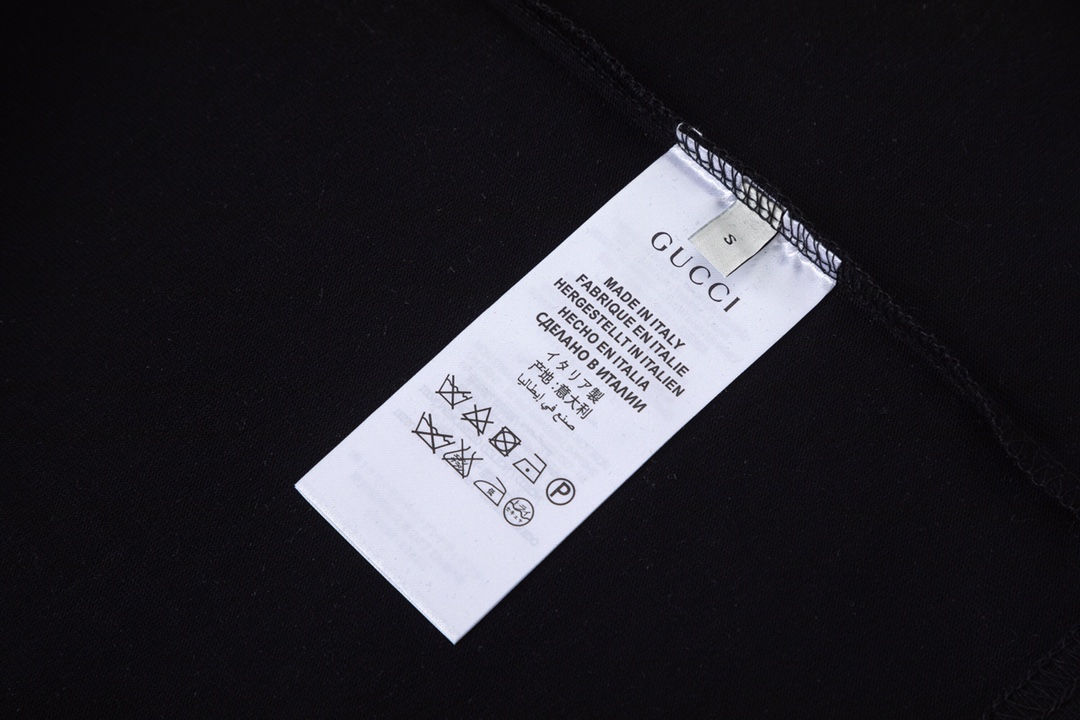 S
GUCCI
MADE IN ITALY
FABRIQUE EN ITALIE
HERGESTELLT IN ITALIEN
HECHO EN ITALIA
СДЕЛАНО В ИТАЛИИ
イタリア製
产地:意大利
صنع في إيطاليا
P